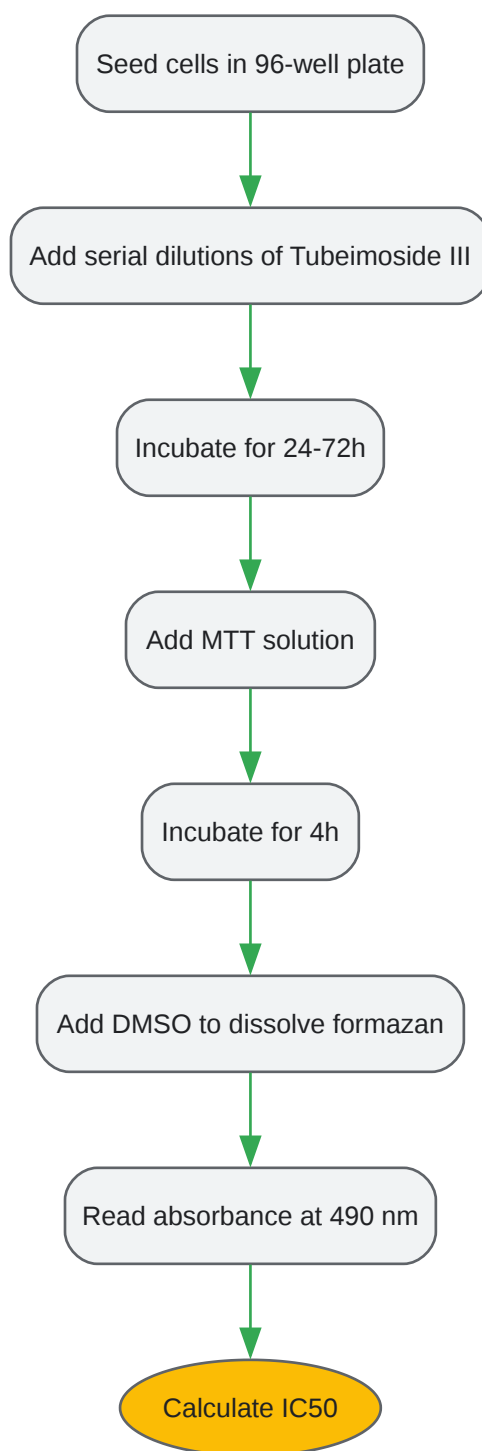 Seed cells in 96-well plate
Add serial dilutions of Tubeimoside III
Incubate for 24-72h
Add MTT solution
Incubate for 4h
Add DMSO to dissolve formazan
Read absorbance at 490 nm
Calculate IC50